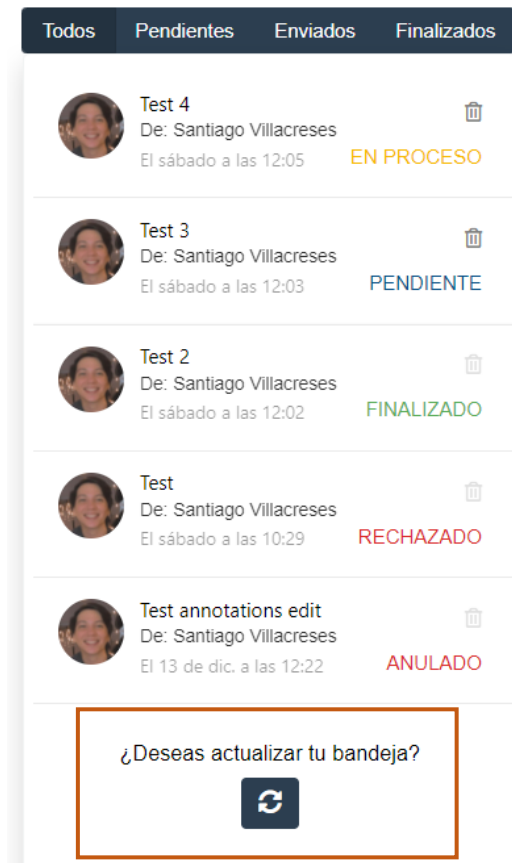 Todos Pendientes Enviados Finalizados
Test 4
De: Santiago Villacreses
El sábado a las 12:05 EN PROCESO
Test 3
De: Santiago Villacreses
El sábado a las 12:03 PENDIENTE
Test 2
De: Santiago Villacreses
El sábado a las 12:02 FINALIZADO
Test
De: Santiago Villacreses
El sábado a las 10:29 RECHAZADO
Test annotations edit
De: Santiago Villacreses
El 13 de dic. a las 12:22 ANULADO
¿Deseas actualizar tu bandeja?